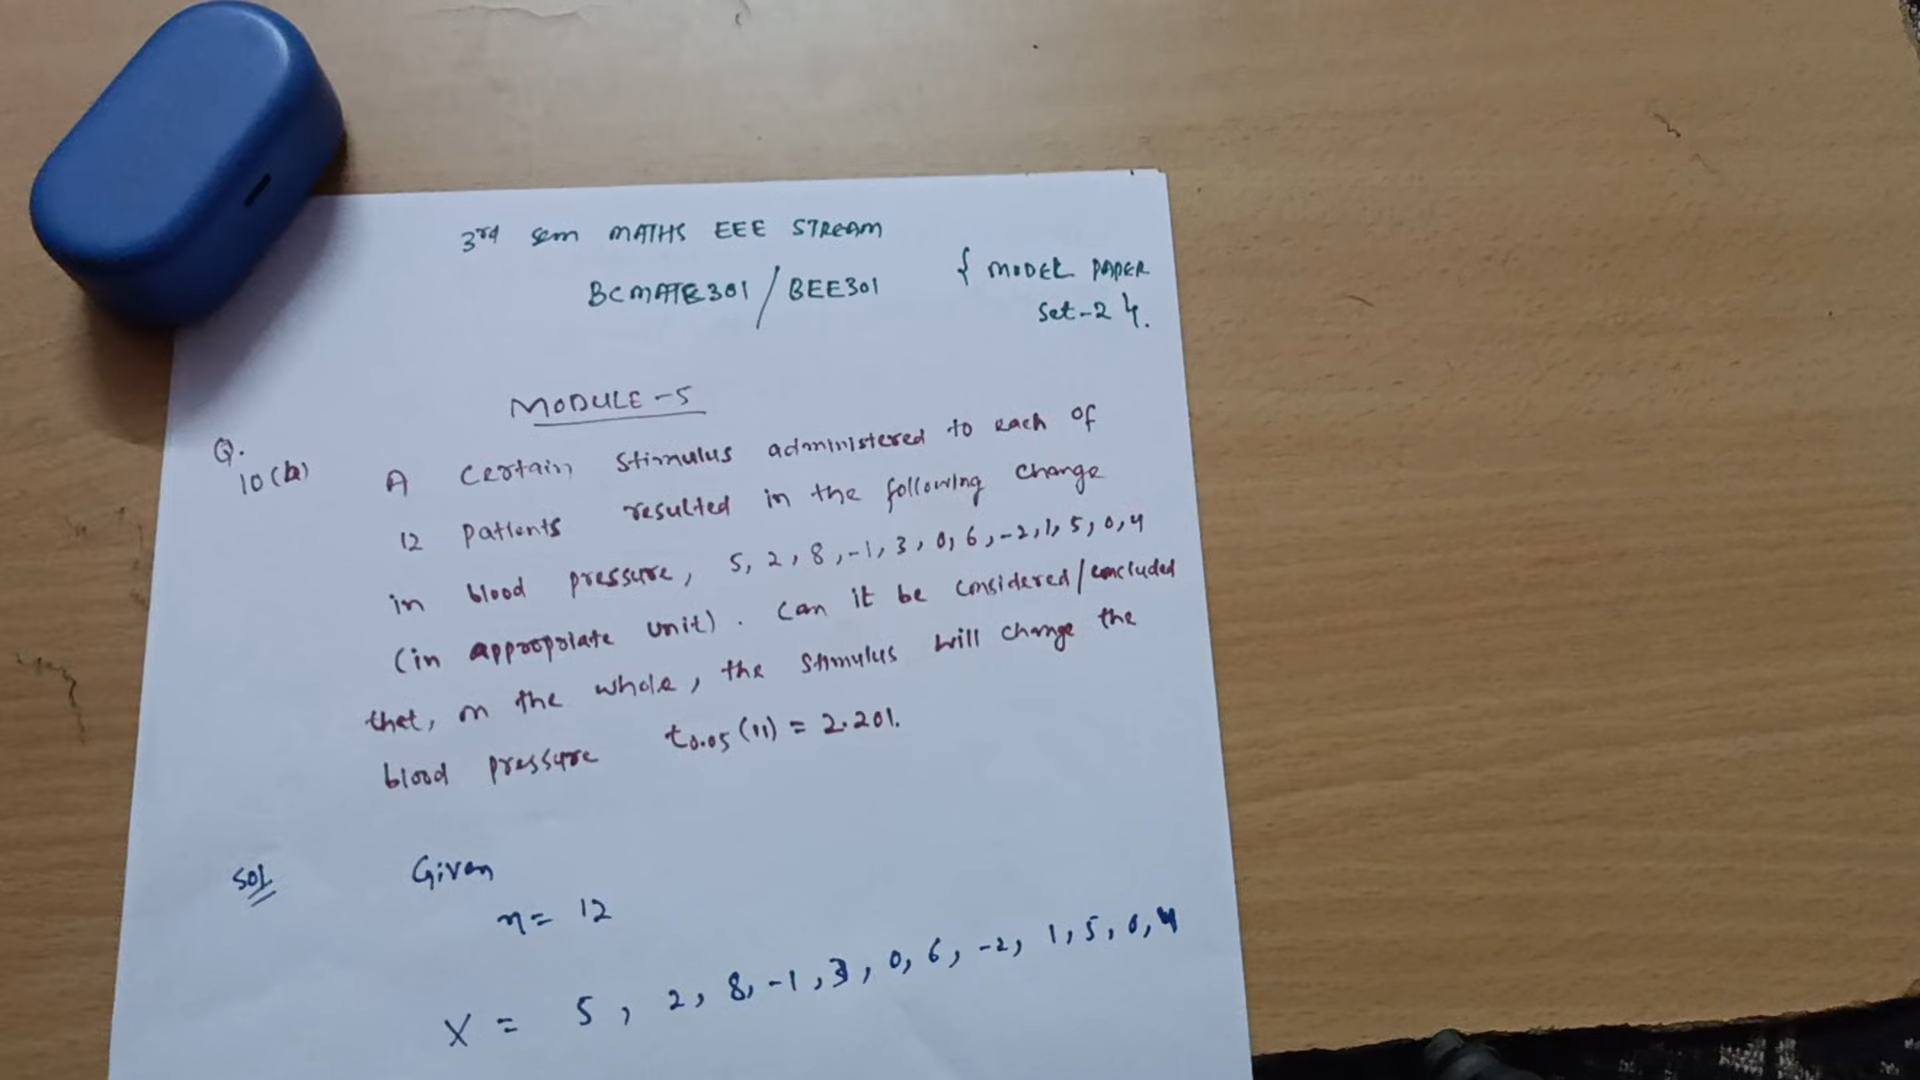 3rd sem MATHS EEE STREAM
BCMATE301 / BEE301 { MODEL PAPER
Set-2 }.
MODULE-5
Q.
10(b) A certain stimulus administered to each of
12 patients resulted in the following change
in blood pressure, 5, 2, 8, -1, 3, 0, 6, -2, 1, 5, 0, 4
(in appropriate unit). Can it be considered/concluded
that, on the whole, the stimulus will change the
blood pressure t0.05 (11) = 2.201.
Sol Given
n = 12
X = 5, 2, 8, -1, 3, 0, 6, -2, 1, 5, 0, 4